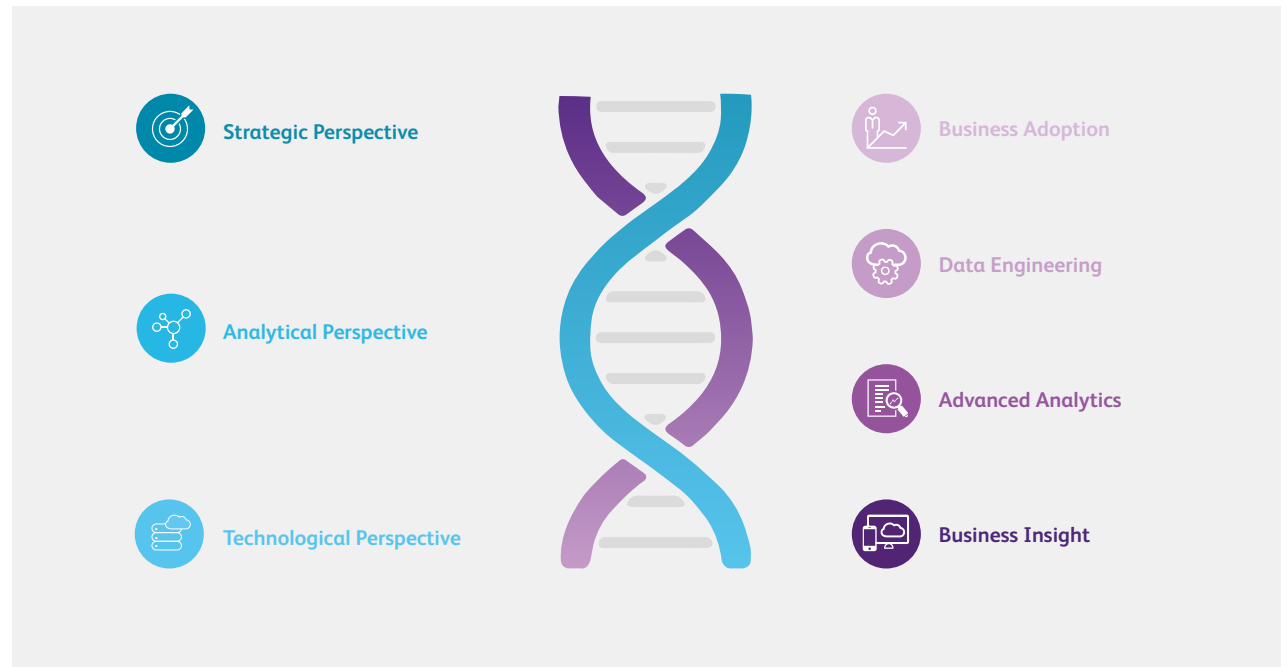 Strategic Perspective
Analytical Perspective
Technological Perspective
Business Adoption
Data Engineering
Advanced Analytics
Business Insight